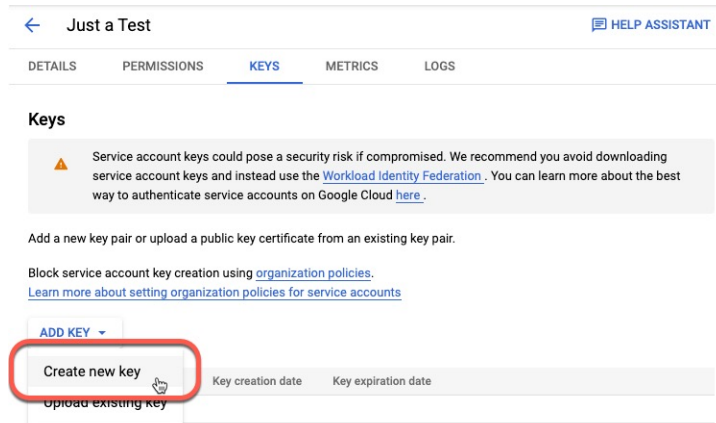 Just a Test
HELP ASSISTANT
DETAILS PERMISSIONS KEYS METRICS LOGS
Keys
Service account keys could pose a security risk if compromised. We recommend you avoid downloading
service account keys and instead use the Workload Identity Federation . You can learn more about the best
way to authenticate service accounts on Google Cloud here .
Add a new key pair or upload a public key certificate from an existing key pair.
Block service account key creation using organization policies.
Learn more about setting organization policies for service accounts
ADD KEY
Create new key
Key creation date Key expiration date
Upload existing key